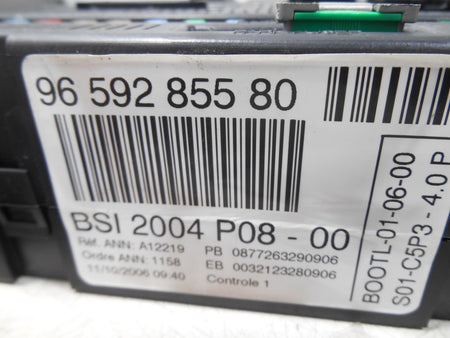 96 592 855 80
BSI 2004 P08 - 00
Réf. ANN: A12219 PB 0877263290906
Ordre ANN: 1158 EB 0032123280906
11/10/2006 09:40 Controle 1
BOOTL-01-06-00
S01-C5P3 - 4.0 P